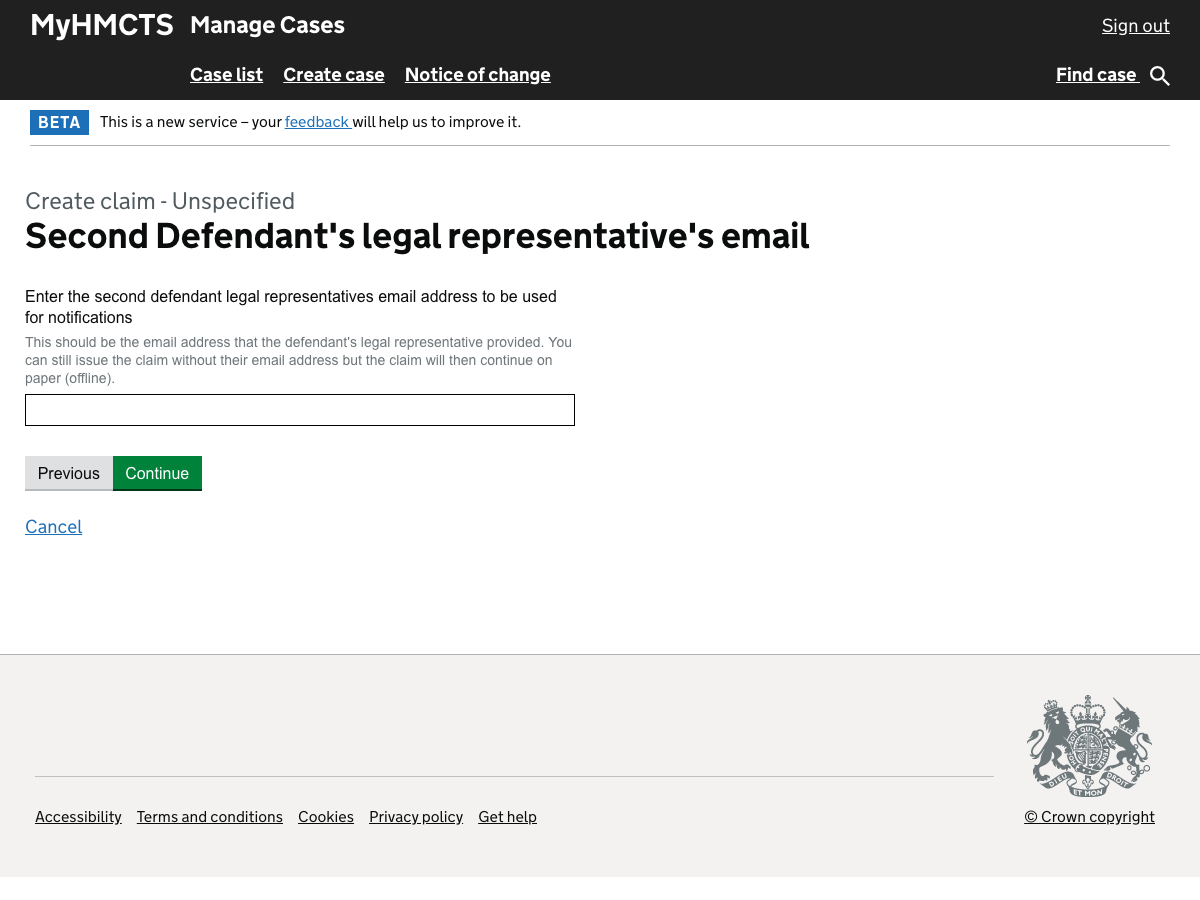 MyHMCTS Manage Cases Sign out
Case list Create case Notice of change Find case
BETA This is a new service – your feedback will help us to improve it.
Create claim - Unspecified
Second Defendant's legal representative's email
Enter the second defendant legal representatives email address to be used
for notifications
This should be the email address that the defendant's legal representative provided. You
can still issue the claim without their email address but the claim will then continue on
paper (offline).
Previous Continue
Cancel
DIEU ET MON DROIT
Accessibility Terms and conditions Cookies Privacy policy Get help © Crown copyright